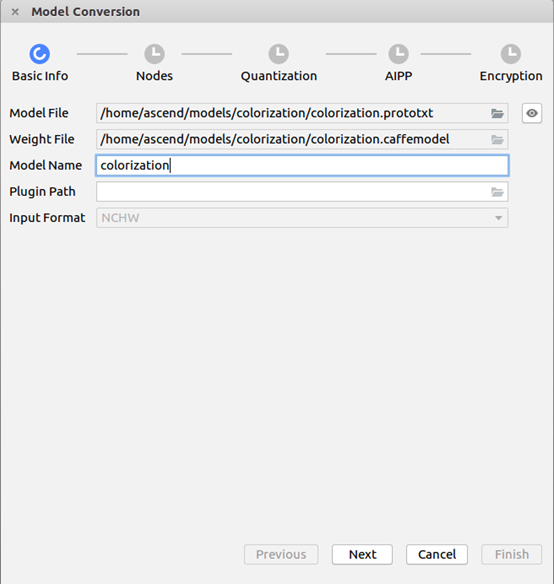 Model Conversion
Basic Info Nodes Quantization AIPP Encryption
Model File /home/ascend/models/colorization/colorization.prototxt
Weight File /home/ascend/models/colorization/colorization.caffemodel
Model Name colorization
Plugin Path
Input Format NCHW
Previous Next Cancel Finish